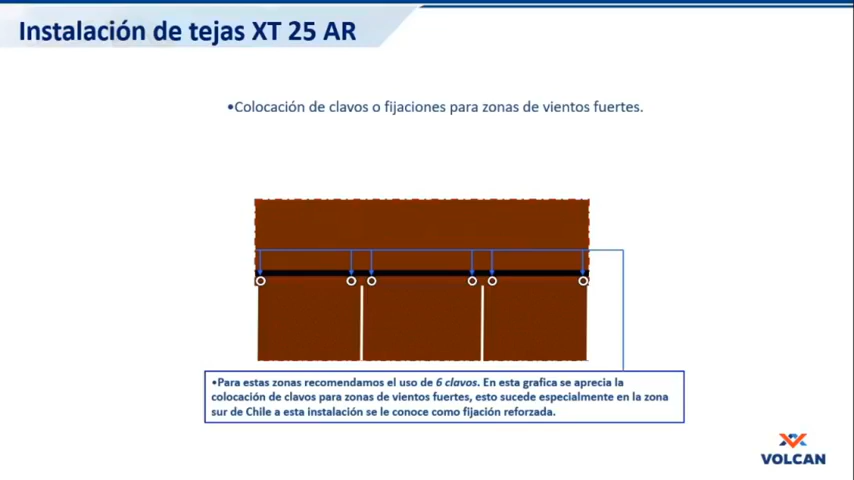 Instalación de tejas XT 25 AR
•Colocación de clavos o fijaciones para zonas de vientos fuertes.
•Para estas zonas recomendamos el uso de 6 clavos. En esta grafica se aprecia la
colocación de clavos para zonas de vientos fuertes, esto sucede especialmente en la zona
sur de Chile a esta instalación se le conoce como fijación reforzada.
VOLCAN